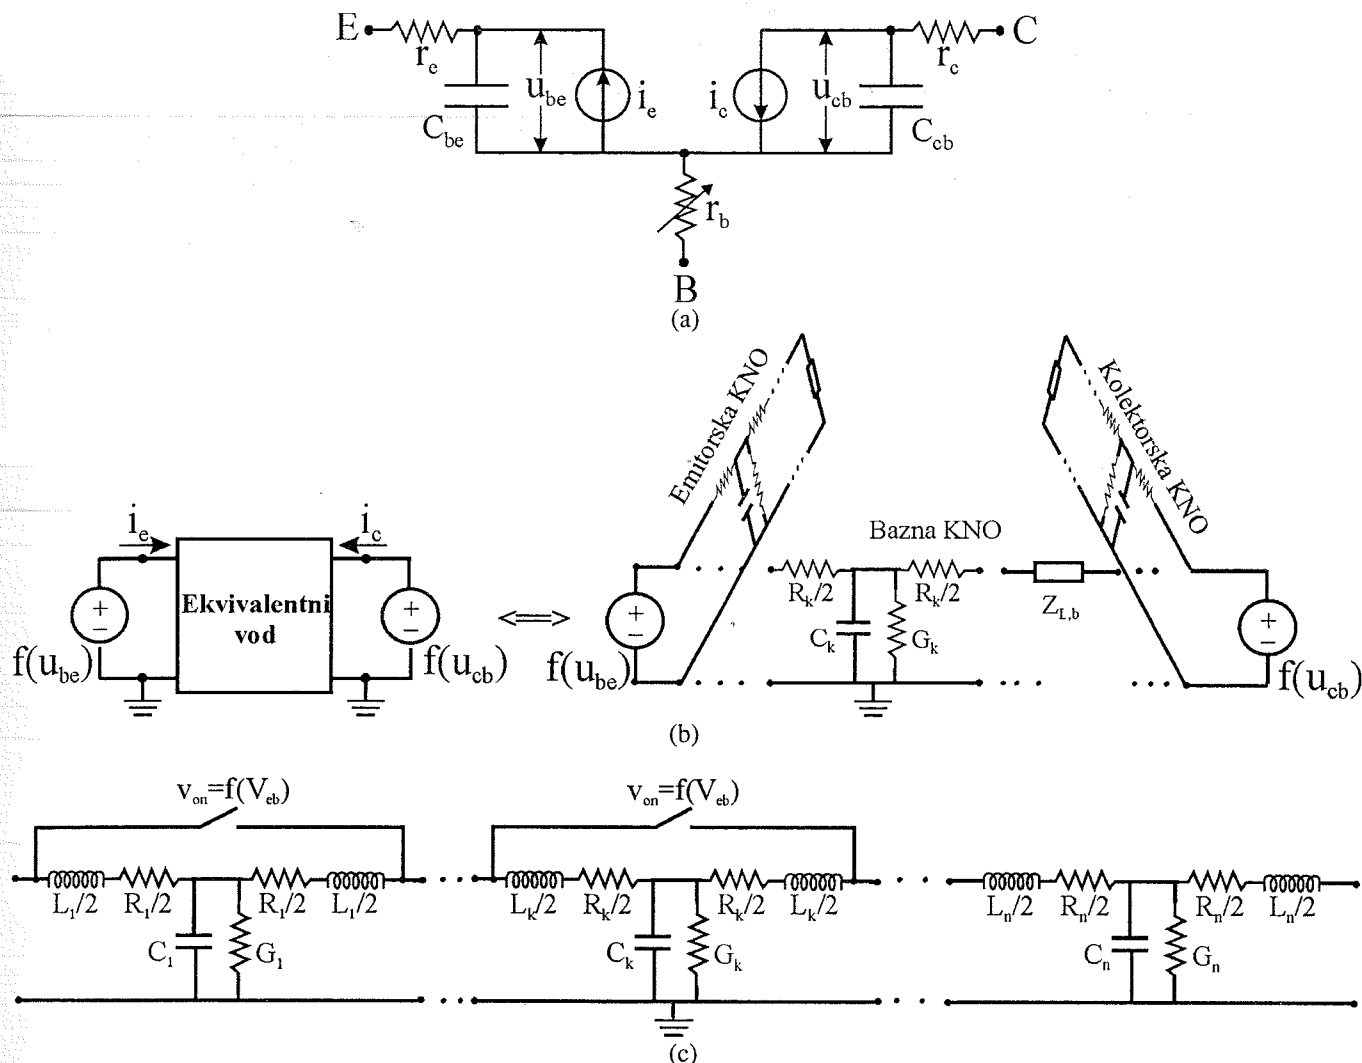 E
r_e
C_be
u_be
i_e
i_c
u_cb
C_cb
r_c
C
r_b
B
(a)
i_e
i_c
+
−
Ekvivalentni
vod
+
−
f(u_be)
f(u_cb)
Emitorska KNO
Kolektorska KNO
Bazna KNO
R_k/2
R_k/2
C_k
G_k
Z_L,b
+
−
f(u_be)
+
−
f(u_cb)
(b)
v_on=f(V_eb)
v_on=f(V_eb)
L_1/2
R_1/2
R_1/2
L_1/2
L_k/2
R_k/2
R_k/2
L_k/2
L_n/2
R_n/2
R_n/2
L_n/2
C_1
G_1
C_k
G_k
C_n
G_n
(c)